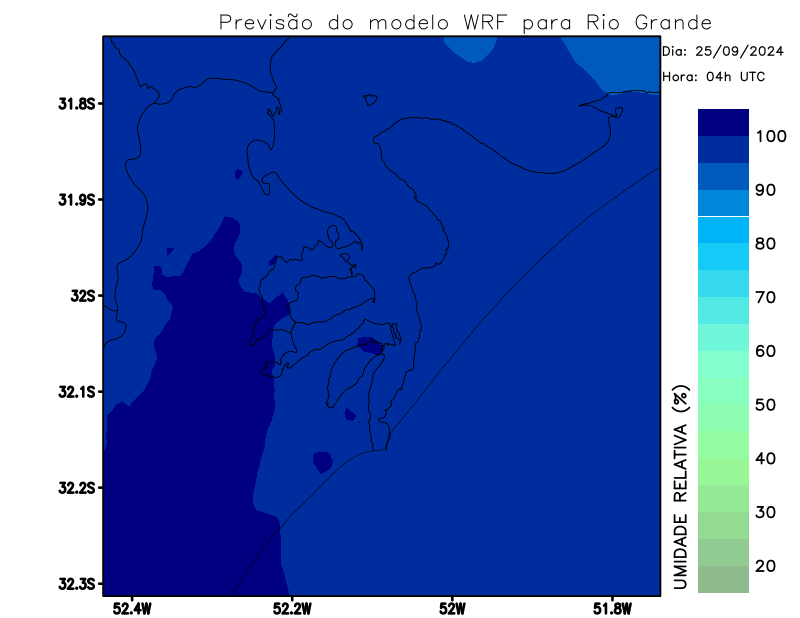 Previsão do modelo WRF para Rio Grande
Dia: 25/09/2024
Hora: 04h UTC
31.8S
31.9S
32S
32.1S
32.2S
32.3S
52.4W
52.2W
52W
51.8W
UMIDADE RELATIVA (%)
100
90
80
70
60
50
40
30
20